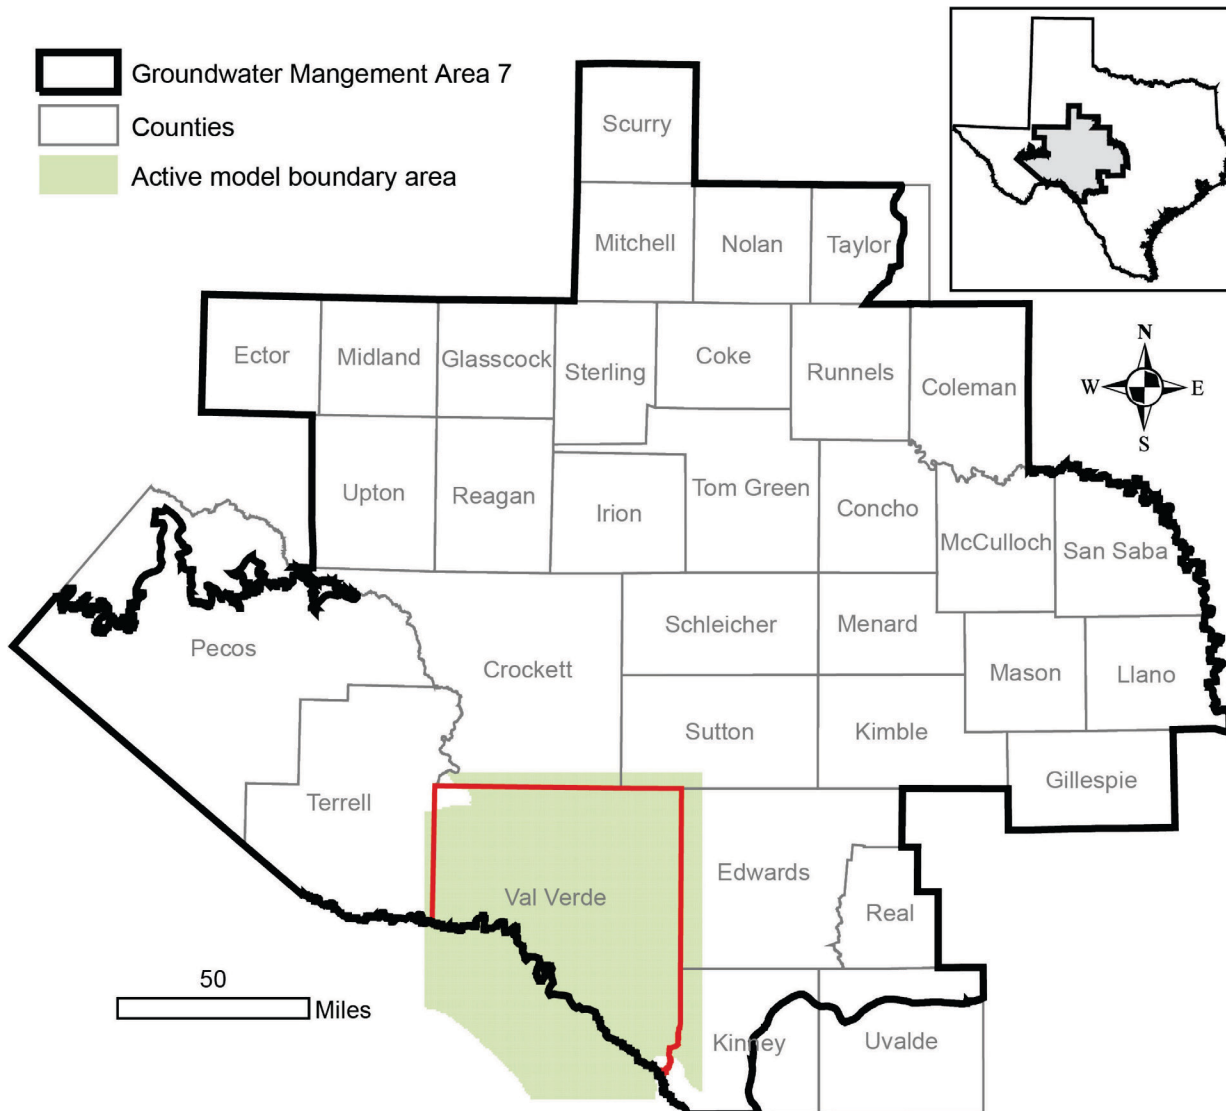 Groundwater Mangement Area 7
Counties
Active model boundary area
Scurry
Mitchell
Nolan
Taylor
Ector
Midland
Glasscock
Sterling
Coke
Runnels
Coleman
N
W
E
S
Upton
Reagan
Irion
Tom Green
Concho
McCulloch
San Saba
Pecos
Crockett
Schleicher
Menard
Mason
Llano
Terrell
Sutton
Kimble
Gillespie
Val Verde
Edwards
Real
50
Miles
Kinney
Uvalde